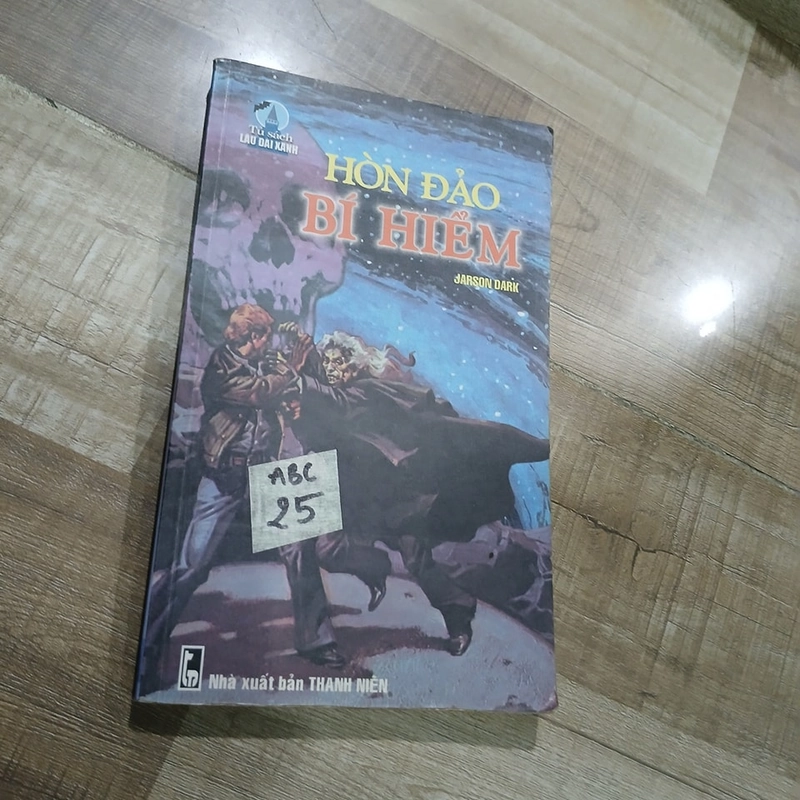 Tủ sách
LÂU ĐÀI XANH
HÒN ĐẢO
BÍ HIỂM
JARSON DARK
ABC
25
Nhà xuất bản THANH NIÊN